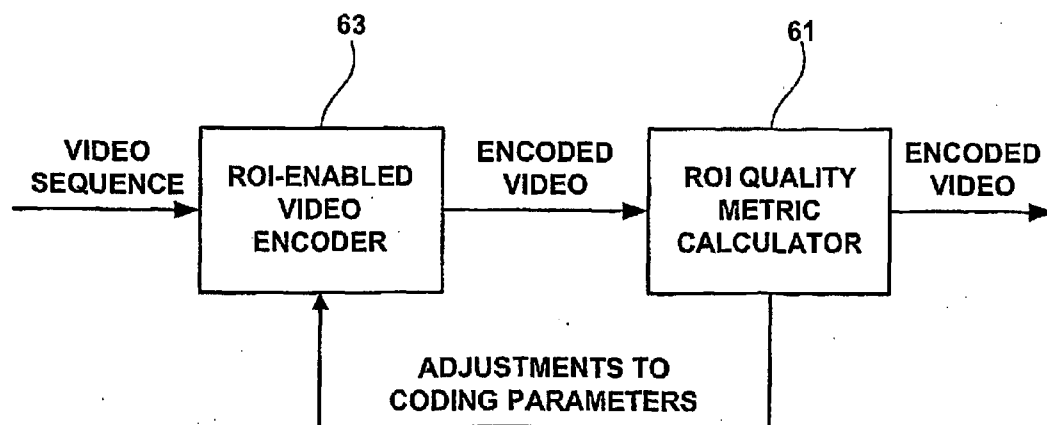 63
61
VIDEO
SEQUENCE
ROI-ENABLED
VIDEO
ENCODER
ENCODED
VIDEO
ROI QUALITY
METRIC
CALCULATOR
ENCODED
VIDEO
ADJUSTMENTS TO
CODING PARAMETERS